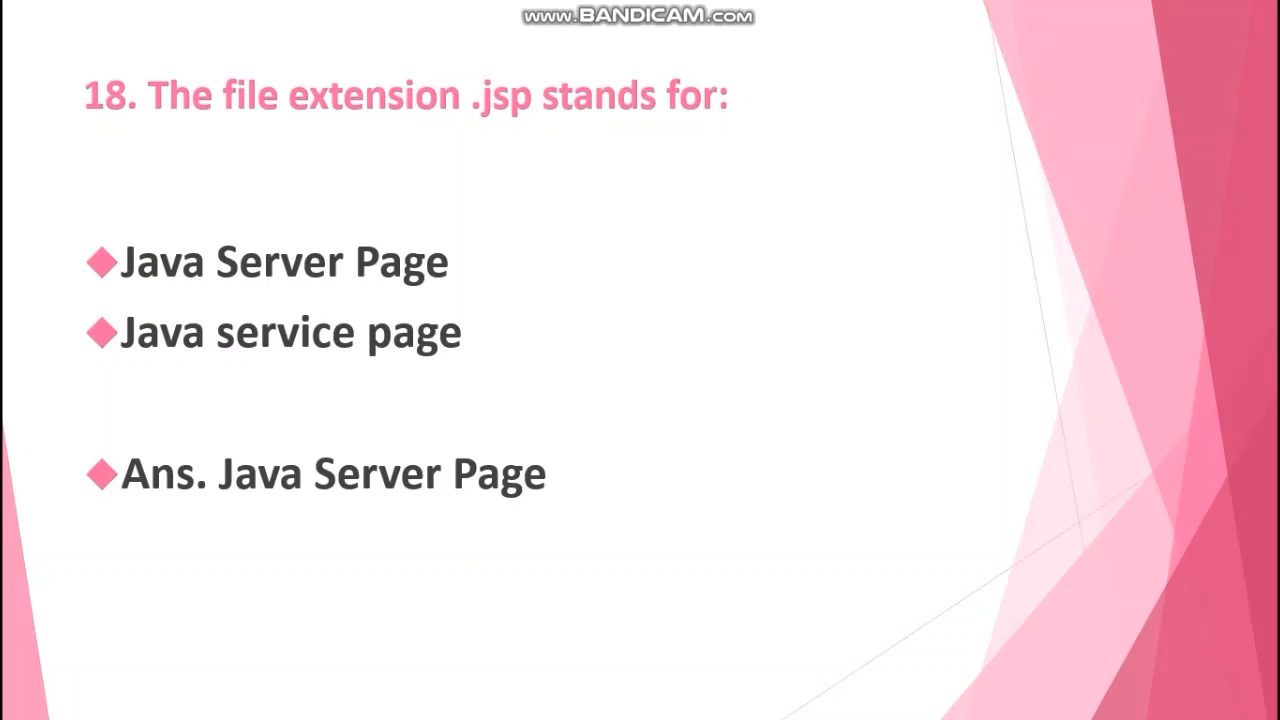 www.BANDICAM.com
18. The file extension .jsp stands for:
Java Server Page
Java service page
Ans. Java Server Page